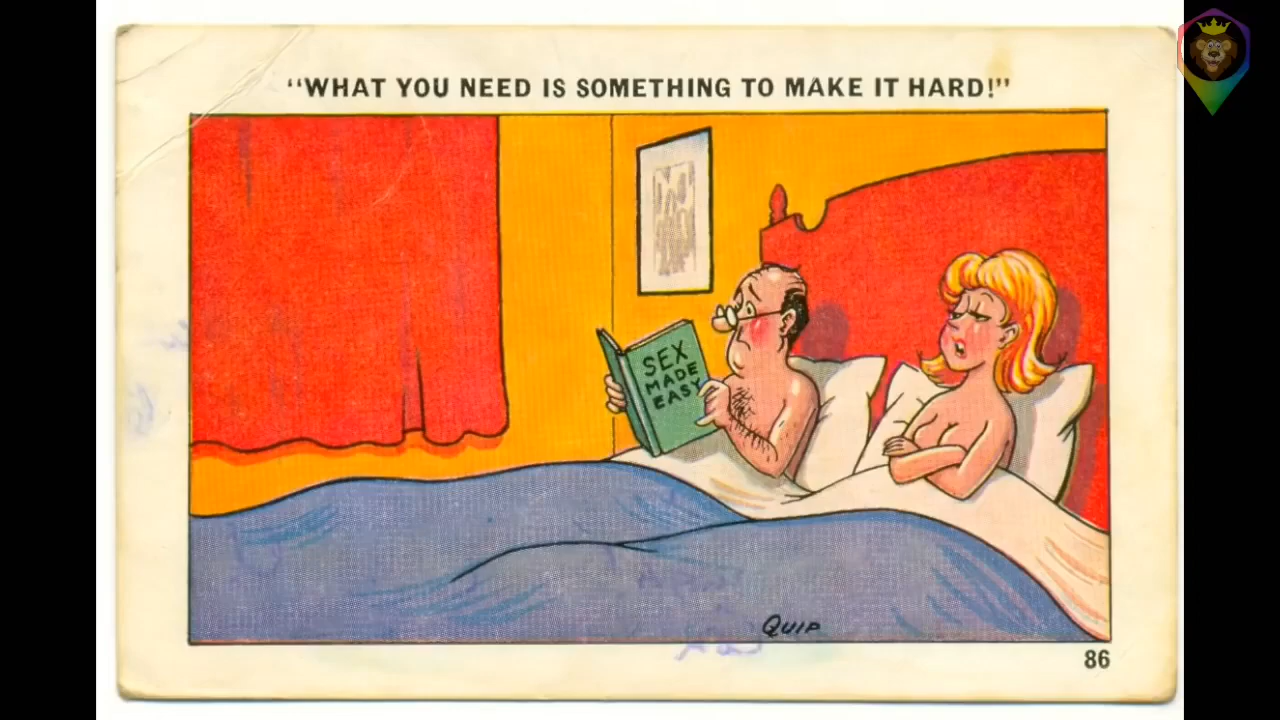 “WHAT YOU NEED IS SOMETHING TO MAKE IT HARD!”
SEX
MADE
EASY
QUIP
86